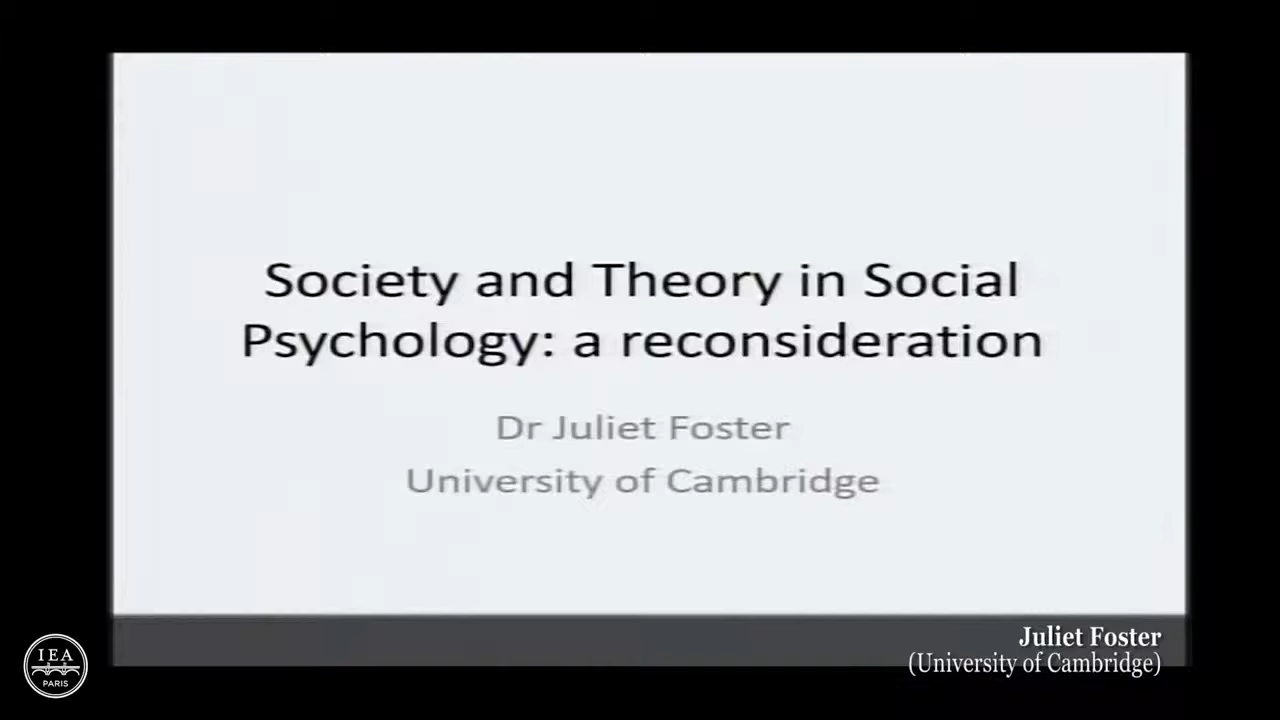 Society and Theory in Social
Psychology: a reconsideration
Dr Juliet Foster
University of Cambridge
Juliet Foster
(University of Cambridge)
IEA
PARIS